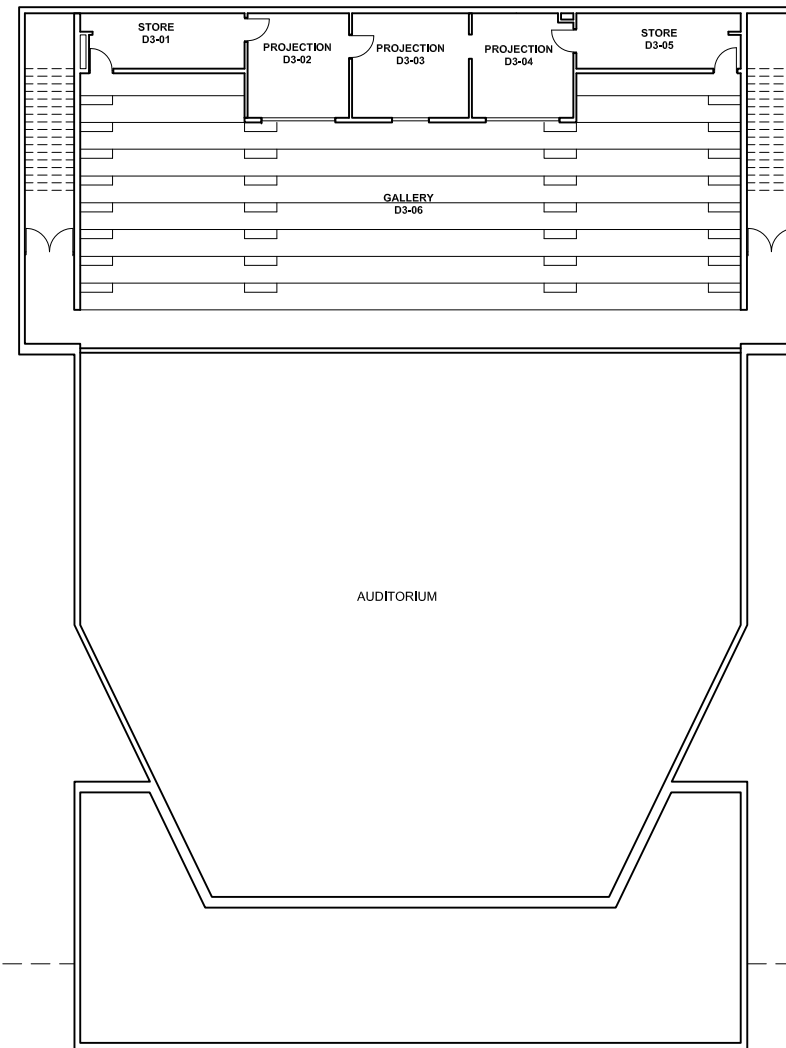 STORE
D3-01
PROJECTION
D3-02
PROJECTION
D3-03
PROJECTION
D3-04
STORE
D3-05
GALLERY
D3-06
AUDITORIUM